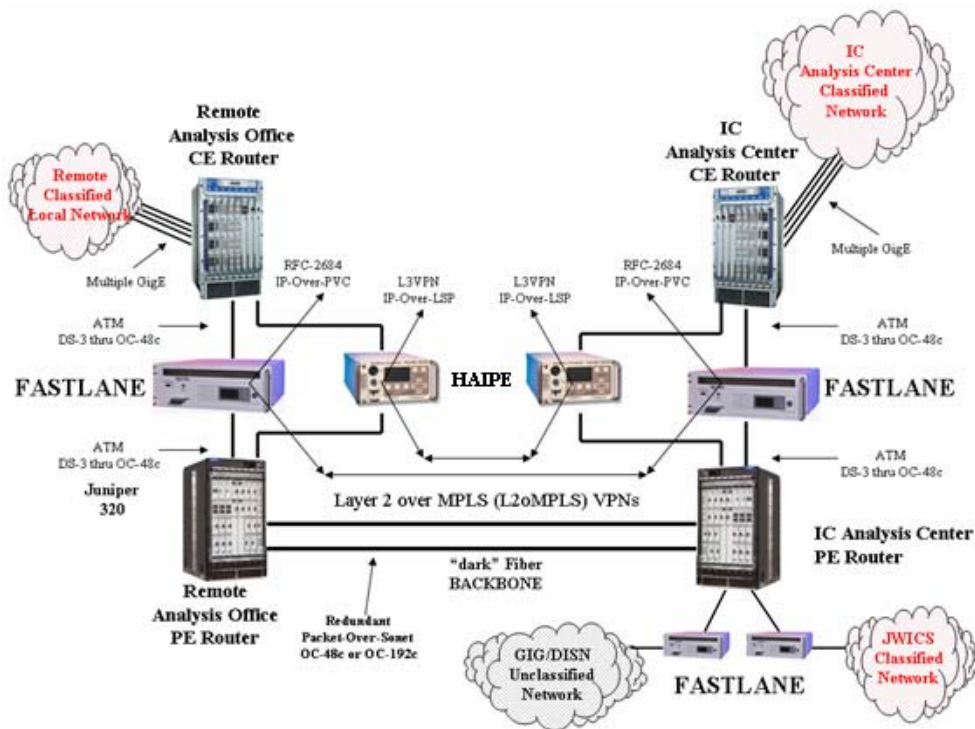 IC
Analysis Center
Classified
Network
Remote
Analysis Office
CE Router
IC
Analysis Center
CE Router
Remote
Classified
Local Network
Multiple GigE
Multiple GigE
RFC-2684
IP-Over-PVC
L3VPN
IP-Over-LSP
L3VPN
IP-Over-LSP
RFC-2684
IP-Over-PVC
ATM
DS-3 thru OC-48c
ATM
DS-3 thru OC-48c
FASTLANE
HAIPE
FASTLANE
ATM
DS-3 thru OC-48c
ATM
DS-3 thru OC-48c
Juniper
320
Layer 2 over MPLS (L2oMPLS) VPNs
IC Analysis Center
PE Router
"dark" Fiber
BACKBONE
Remote
Analysis Office
PE Router
Redundant
Packet-Over-Sonet
OC-48c or OC-192c
GIG/DISN
Unclassified
Network
FASTLANE
JWICS
Classified
Network